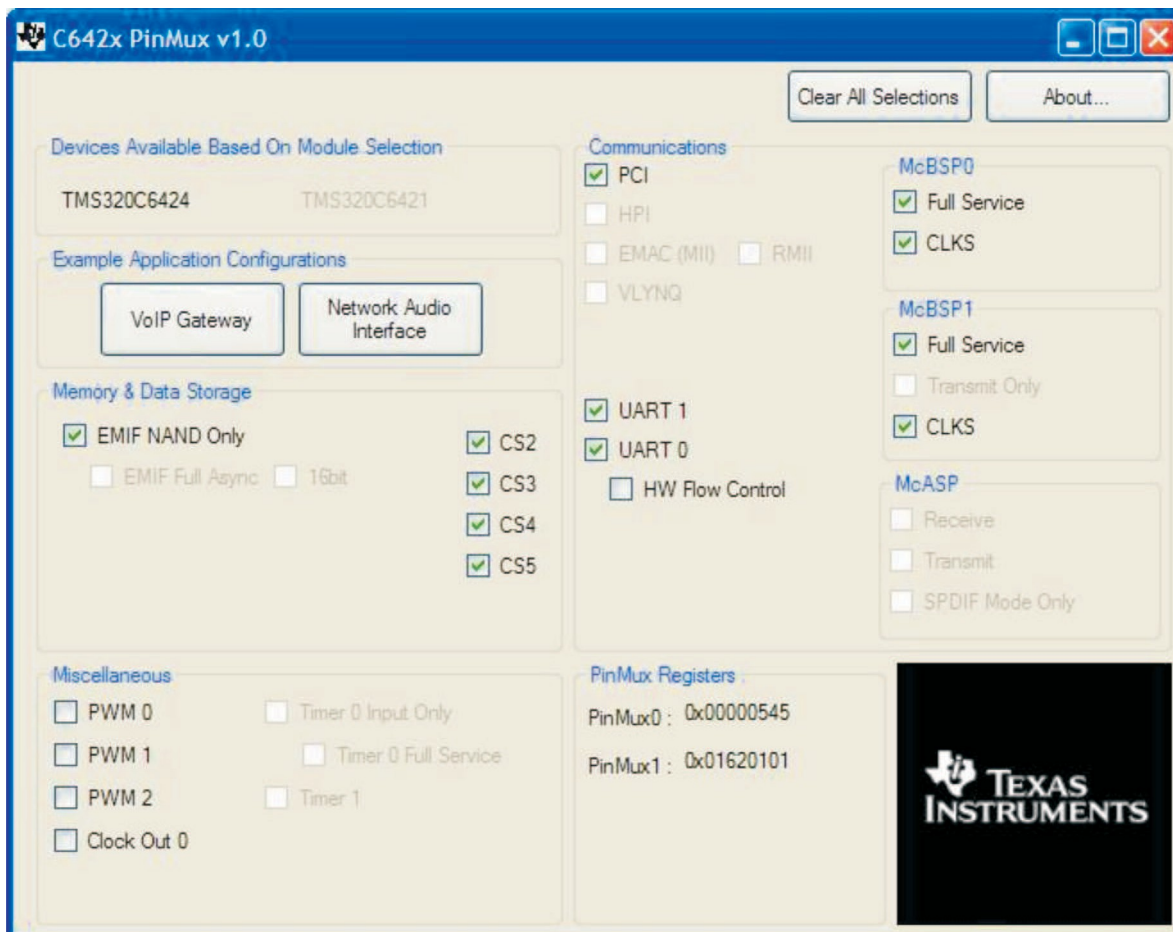 C642x PinMux v1.0
Clear All Selections
About...
Devices Available Based On Module Selection
TMS320C6424
TMS320C6421
Example Application Configurations
VoIP Gateway
Network Audio
Interface
Memory & Data Storage
EMIF NAND Only
EMIF Full Async
16bit
CS2
CS3
CS4
CS5
Communications
PCI
HPI
EMAC (MII)
RMII
VLYNQ
UART 1
UART 0
HW Flow Control
McBSP0
Full Service
CLKS
McBSP1
Full Service
Transmit Only
CLKS
McASP
Receive
Transmit
SPDIF Mode Only
Miscellaneous
PWM 0
Timer 0 Input Only
PWM 1
Timer 0 Full Service
PWM 2
Timer 1
Clock Out 0
PinMux Registers :
PinMux0 : 0x00000545
PinMux1 : 0x01620101
TEXAS
INSTRUMENTS